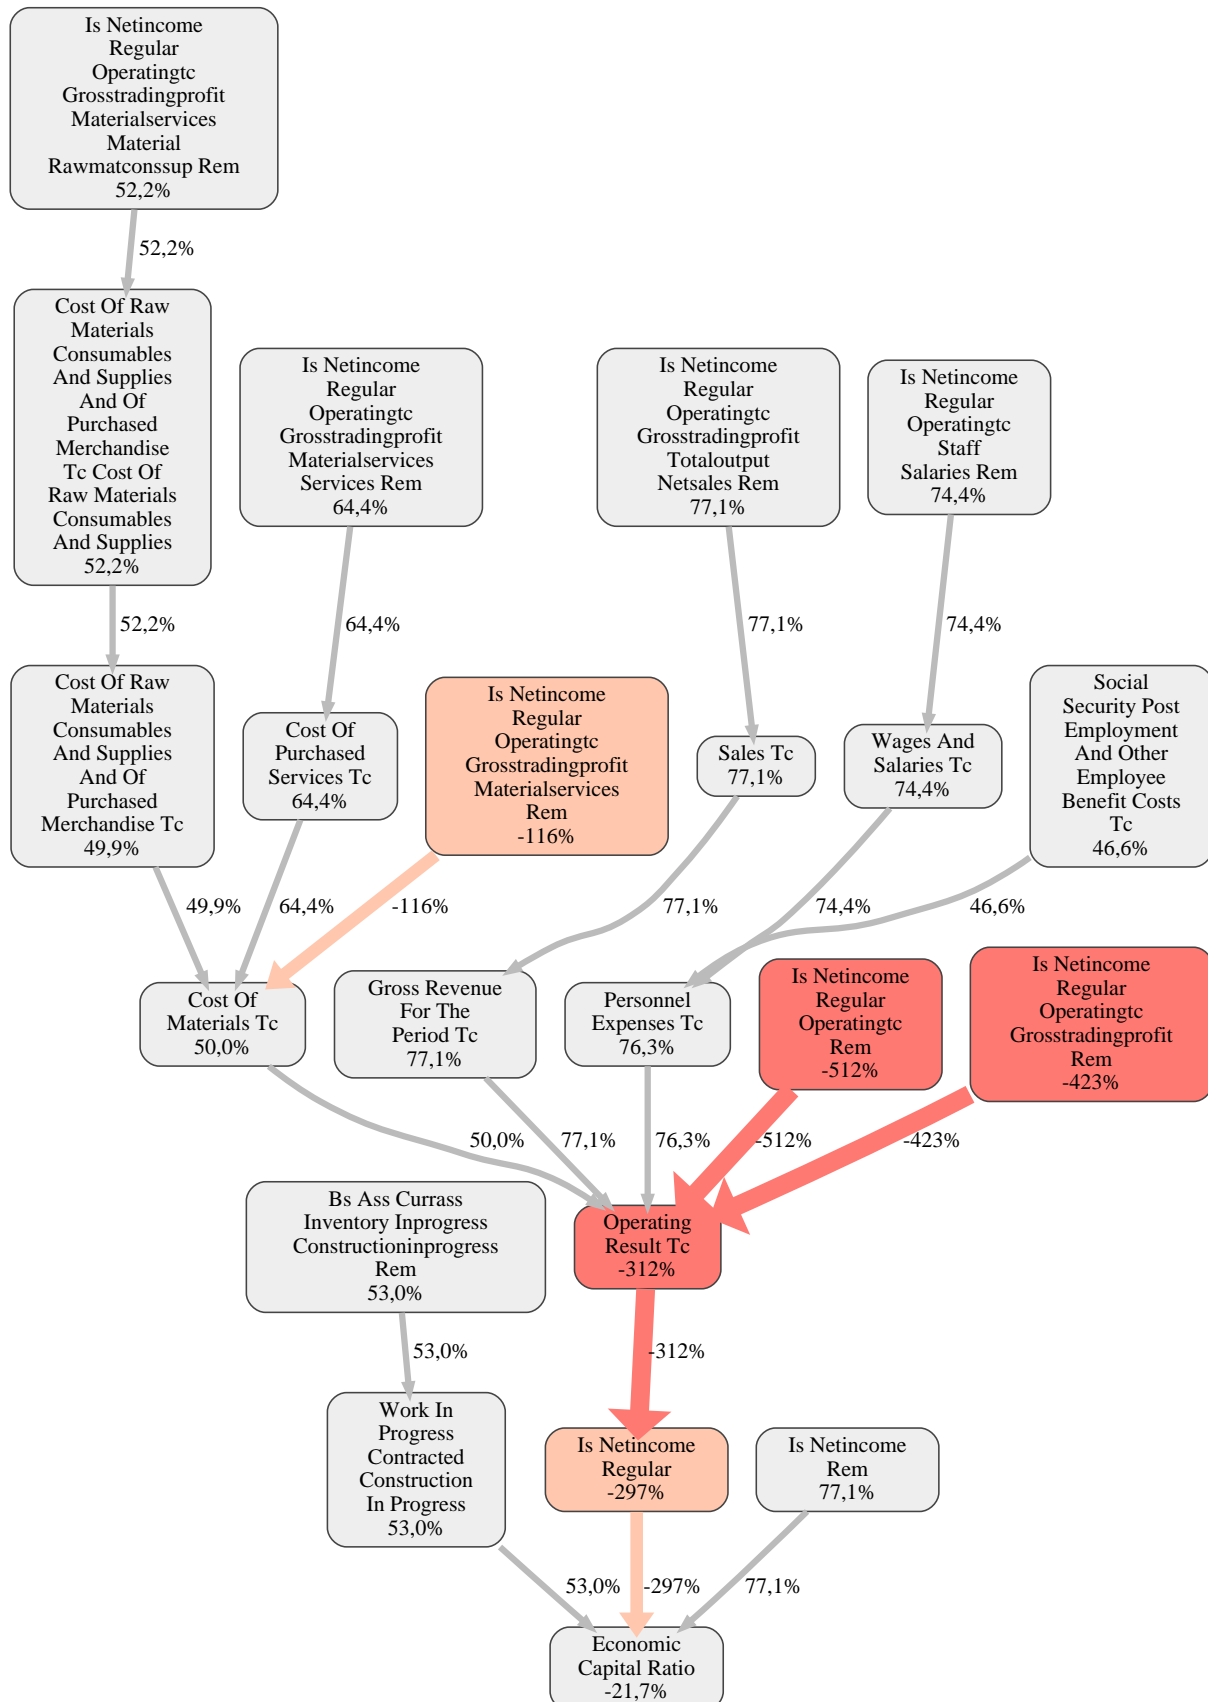 Is Netincome
Regular
Operatingtc
Grosstradingprofit
Materialservices
Material
Rawmatconssup Rem
52,2%
52,2%
Cost Of Raw
Materials
Consumables
And Supplies
And Of
Purchased
Merchandise
Tc Cost Of
Raw Materials
Consumables
And Supplies
52,2%
Is Netincome
Regular
Operatingtc
Grosstradingprofit
Materialservices
Services Rem
64,4%
Is Netincome
Regular
Operatingtc
Grosstradingprofit
Totaloutput
Netsales Rem
77,1%
Is Netincome
Regular
Operatingtc
Staff
Salaries Rem
74,4%
52,2%
64,4%
77,1%
74,4%
Cost Of Raw
Materials
Consumables
And Supplies
And Of
Purchased
Merchandise Tc
49,9%
Cost Of
Purchased
Services Tc
64,4%
Is Netincome
Regular
Operatingtc
Grosstradingprofit
Materialservices
Rem
-116%
Sales Tc
77,1%
Wages And
Salaries Tc
74,4%
Social
Security Post
Employment
And Other
Employee
Benefit Costs
Tc
46,6%
49,9%
64,4%
-116%
77,1%
74,4%
46,6%
Cost Of
Materials Tc
50,0%
Gross Revenue
For The
Period Tc
77,1%
Personnel
Expenses Tc
76,3%
Is Netincome
Regular
Operatingtc
Rem
-512%
Is Netincome
Regular
Operatingtc
Grosstradingprofit
Rem
-423%
50,0%
77,1%
76,3%
-512%
-423%
Bs Ass Currass
Inventory Inprogress
Constructioninprogress
Rem
53,0%
Operating
Result Tc
-312%
53,0%
-312%
Work In
Progress
Contracted
Construction
In Progress
53,0%
Is Netincome
Regular
-297%
Is Netincome
Rem
77,1%
53,0%
-297%
77,1%
Economic
Capital Ratio
-21,7%